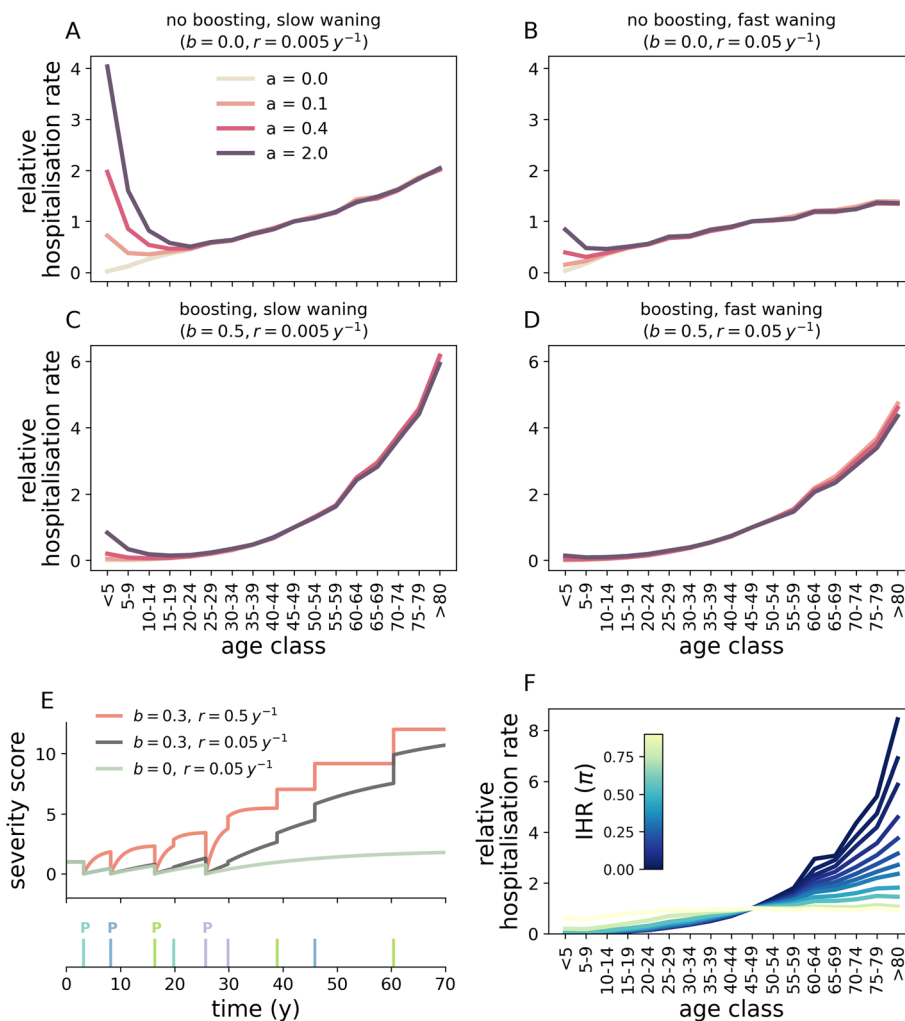 A
no boosting, slow waning
(b = 0.0, r = 0.005 y⁻¹)
relative
hospitalisation rate
4
3
2
1
0
a = 0.0
a = 0.1
a = 0.4
a = 2.0
B
no boosting, fast waning
(b = 0.0, r = 0.05 y⁻¹)
4
3
2
1
0
C
boosting, slow waning
(b = 0.5, r = 0.005 y⁻¹)
relative
hospitalisation rate
6
4
2
0
<5
5-9
10-14
15-19
20-24
25-29
30-34
35-39
40-44
45-49
50-54
55-59
60-64
65-69
70-74
75-79
>80
age class
D
boosting, fast waning
(b = 0.5, r = 0.05 y⁻¹)
6
4
2
0
<5
5-9
10-14
15-19
20-24
25-29
30-34
35-39
40-44
45-49
50-54
55-59
60-64
65-69
70-74
75-79
>80
age class
E
severity score
10
5
0
b = 0.3, r = 0.5 y⁻¹
b = 0.3, r = 0.05 y⁻¹
b = 0, r = 0.05 y⁻¹
P P P P
0 10 20 30 40 50 60 70
time (y)
F
relative
hospitalisation rate
8
6
4
2
0
IHR (π)
0.75
0.50
0.25
0.00
<5
5-9
10-14
15-19
20-24
25-29
30-34
35-39
40-44
45-49
50-54
55-59
60-64
65-69
70-74
75-79
>80
age class